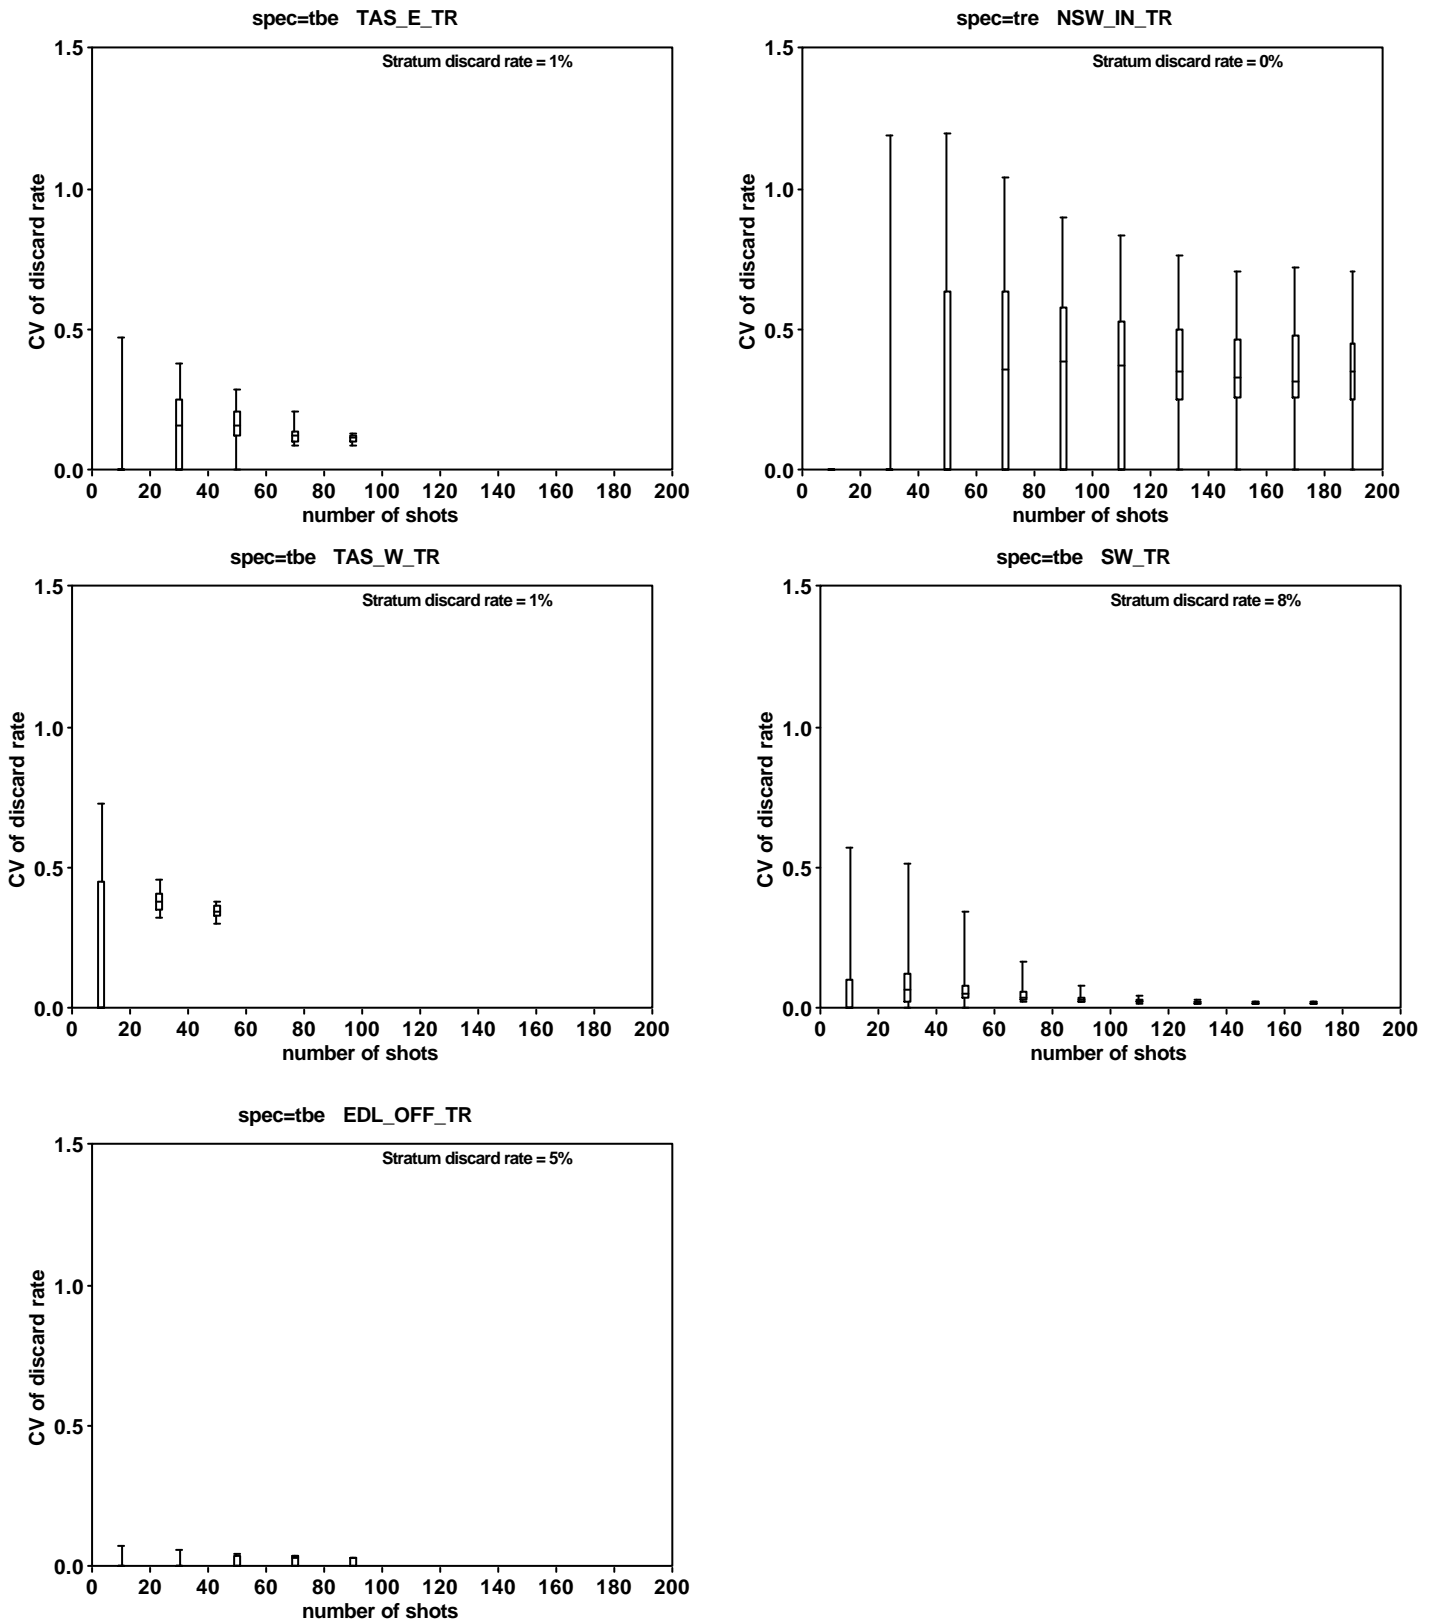 spec=tbe TAS_E_TR
Stratum discard rate = 1%
CV of discard rate
1.5
1.0
0.5
0.0
0 20 40 60 80 100 120 140 160 180 200
number of shots
spec=tre NSW_IN_TR
Stratum discard rate = 0%
CV of discard rate
1.5
1.0
0.5
0.0
0 20 40 60 80 100 120 140 160 180 200
number of shots
spec=tbe TAS_W_TR
Stratum discard rate = 1%
CV of discard rate
1.5
1.0
0.5
0.0
0 20 40 60 80 100 120 140 160 180 200
number of shots
spec=tbe SW_TR
Stratum discard rate = 8%
CV of discard rate
1.5
1.0
0.5
0.0
0 20 40 60 80 100 120 140 160 180 200
number of shots
spec=tbe EDL_OFF_TR
Stratum discard rate = 5%
CV of discard rate
1.5
1.0
0.5
0.0
0 20 40 60 80 100 120 140 160 180 200
number of shots